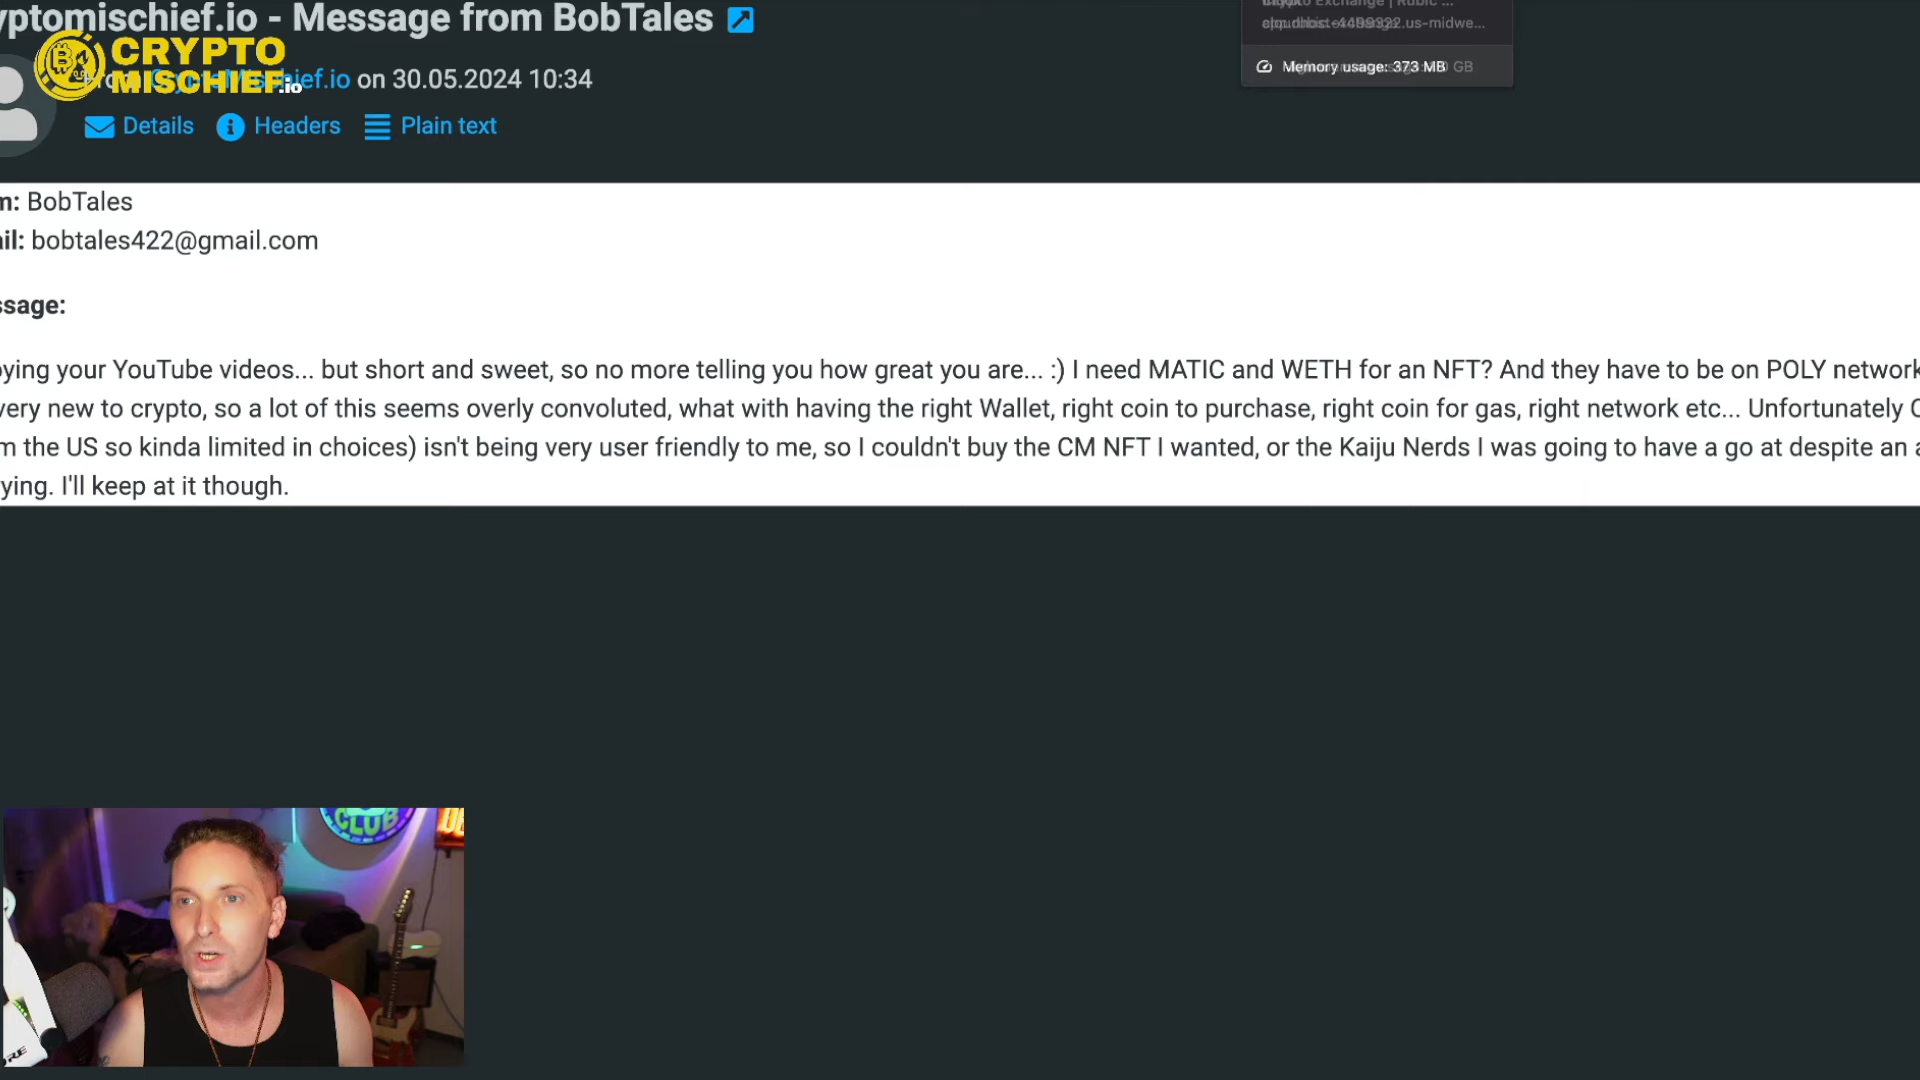 yptomischief.io - Message from BobTales
CRYPTO
MISCHIEF.io
on 30.05.2024 10:34
Details Headers Plain text
Memory usage: 373 MB
m: BobTales
ail: bobtales422@gmail.com
ssage:
ying your YouTube videos... but short and sweet, so no more telling you how great you are... :) I need MATIC and WETH for an NFT? And they have to be on POLY network
very new to crypto, so a lot of this seems overly convoluted, what with having the right Wallet, right coin to purchase, right coin for gas, right network etc... Unfortunately C
m the US so kinda limited in choices) isn't being very user friendly to me, so I couldn't buy the CM NFT I wanted, or the Kaiju Nerds I was going to have a go at despite an a
ying. I'll keep at it though.
CLUB